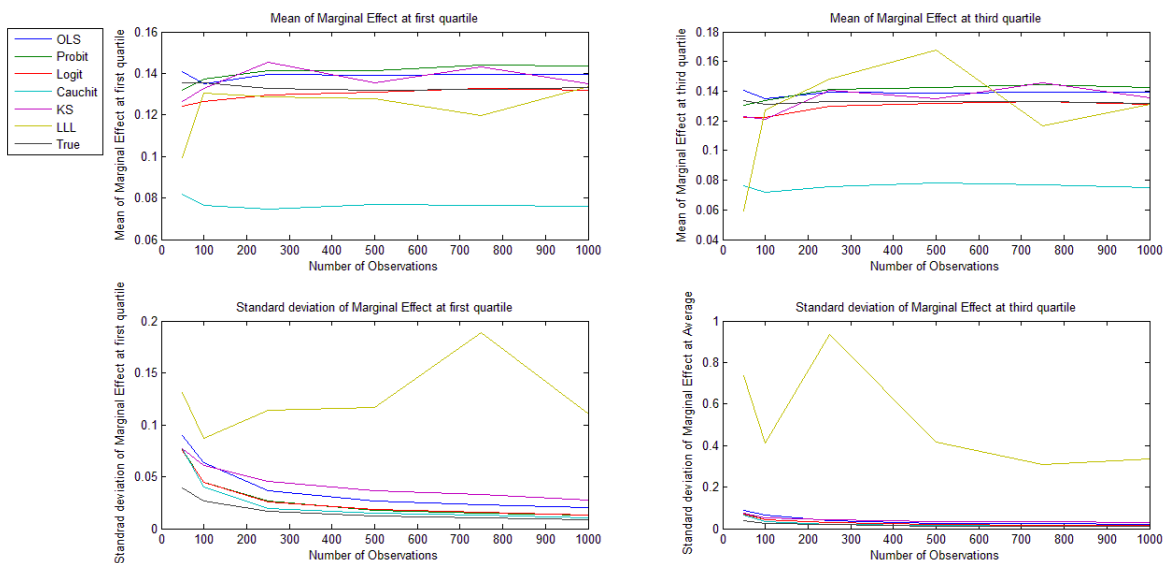 OLS
Probit
Logit
Cauchit
KS
LLL
True
Mean of Marginal Effect at first quartile
Mean of Marginal Effect at first quartile
0.16
0.14
0.12
0.1
0.08
0.06
0 100 200 300 400 500 600 700 800 900 1000
Number of Observations
Mean of Marginal Effect at third quartile
Mean of Marginal Effect at third quartile
0.18
0.16
0.14
0.12
0.1
0.08
0.06
0.04
0 100 200 300 400 500 600 700 800 900 1000
Number of Observations
Standard deviation of Marginal Effect at first quartile
Standrad deviation of Marginal Effect at first quartile
0.2
0.15
0.1
0.05
0
0 100 200 300 400 500 600 700 800 900 1000
Number of Observations
Standard deviation of Marginal Effect at third quartile
Standard deviation of Marginal Effect at Average
1
0.8
0.6
0.4
0.2
0
0 100 200 300 400 500 600 700 800 900 1000
Number of Observations